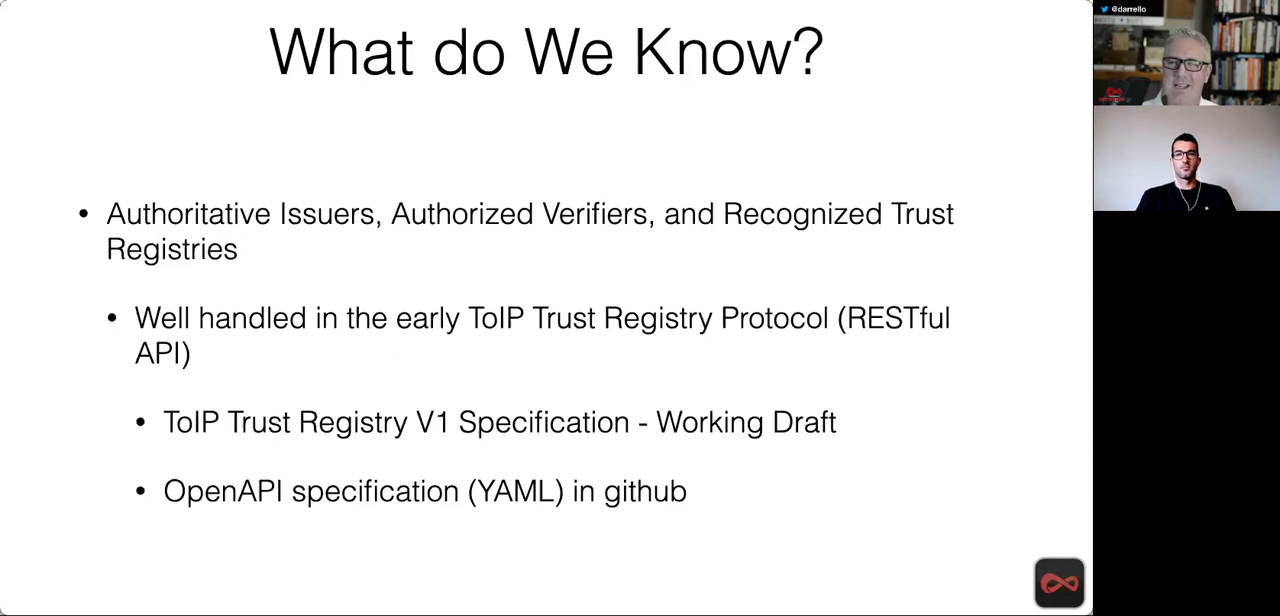 What do We Know?
@darrello
• Authoritative Issuers, Authorized Verifiers, and Recognized Trust
Registries
• Well handled in the early ToIP Trust Registry Protocol (RESTful
API)
• ToIP Trust Registry V1 Specification - Working Draft
• OpenAPI specification (YAML) in github